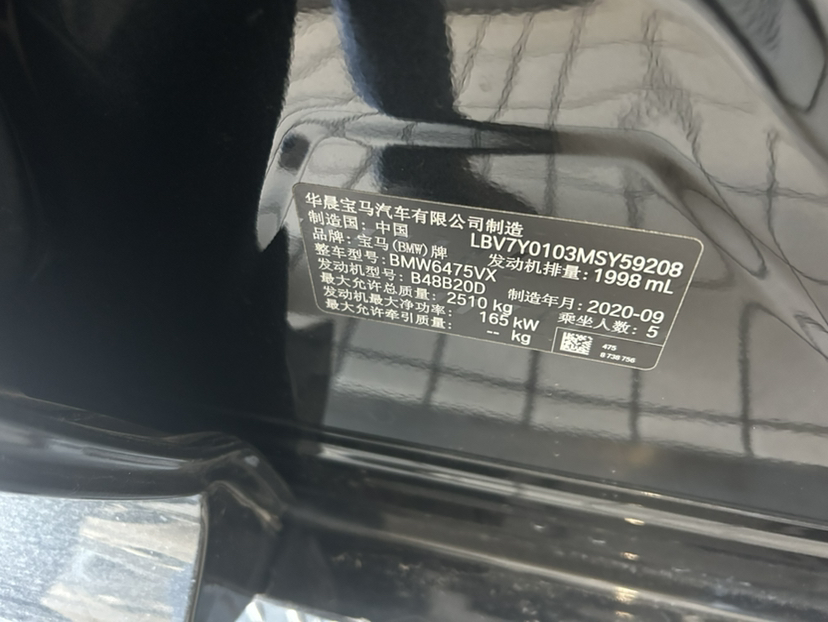 华晨宝马汽车有限公司制造
制造国：中国 LBV7Y0103MSY59208
品牌：宝马(BMW)牌 发动机排量：1998 mL
整车型号：BMW6475VX
发动机型号：B48B20D 制造年月：2020-09
最大允许总质量：2510 kg 乘坐人数：5
发动机最大净功率：165 kW
最大允许牵引质量：-- kg
475
8 738 756